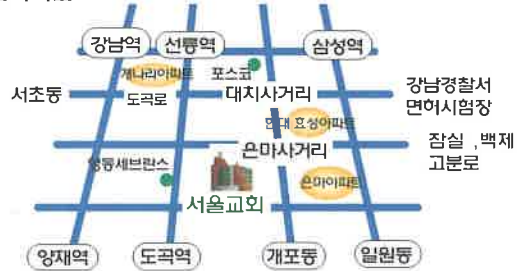 강남역
선릉역
삼성역
개나리아파트
포스코
서초동
도곡로
대치사거리
강남경찰서
면허시험장
현대 효성아파트
은마사거리
잠실 ,백제
고분로
영동세브란스
은마아파트
서울교회
양재역
도곡역
개포동
일원동